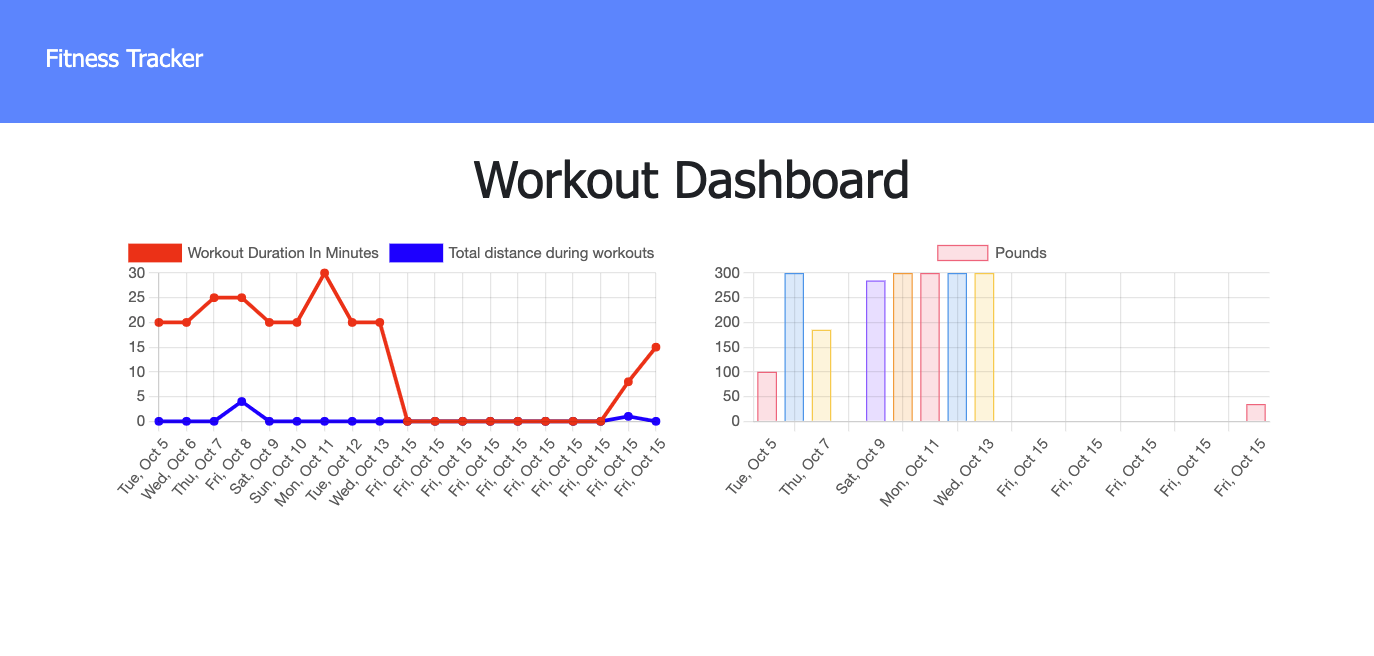 Fitness Tracker
Workout Dashboard
Workout Duration In Minutes Total distance during workouts
30
25
20
15
10
5
0
Tue, Oct 5
Wed, Oct 6
Thu, Oct 7
Fri, Oct 8
Sat, Oct 9
Sun, Oct 10
Mon, Oct 11
Tue, Oct 12
Wed, Oct 13
Fri, Oct 15
Fri, Oct 15
Fri, Oct 15
Fri, Oct 15
Fri, Oct 15
Fri, Oct 15
Fri, Oct 15
Fri, Oct 15
Fri, Oct 15
Fri, Oct 15
Pounds
300
250
200
150
100
50
0
Tue, Oct 5
Thu, Oct 7
Sat, Oct 9
Mon, Oct 11
Wed, Oct 13
Fri, Oct 15
Fri, Oct 15
Fri, Oct 15
Fri, Oct 15
Fri, Oct 15